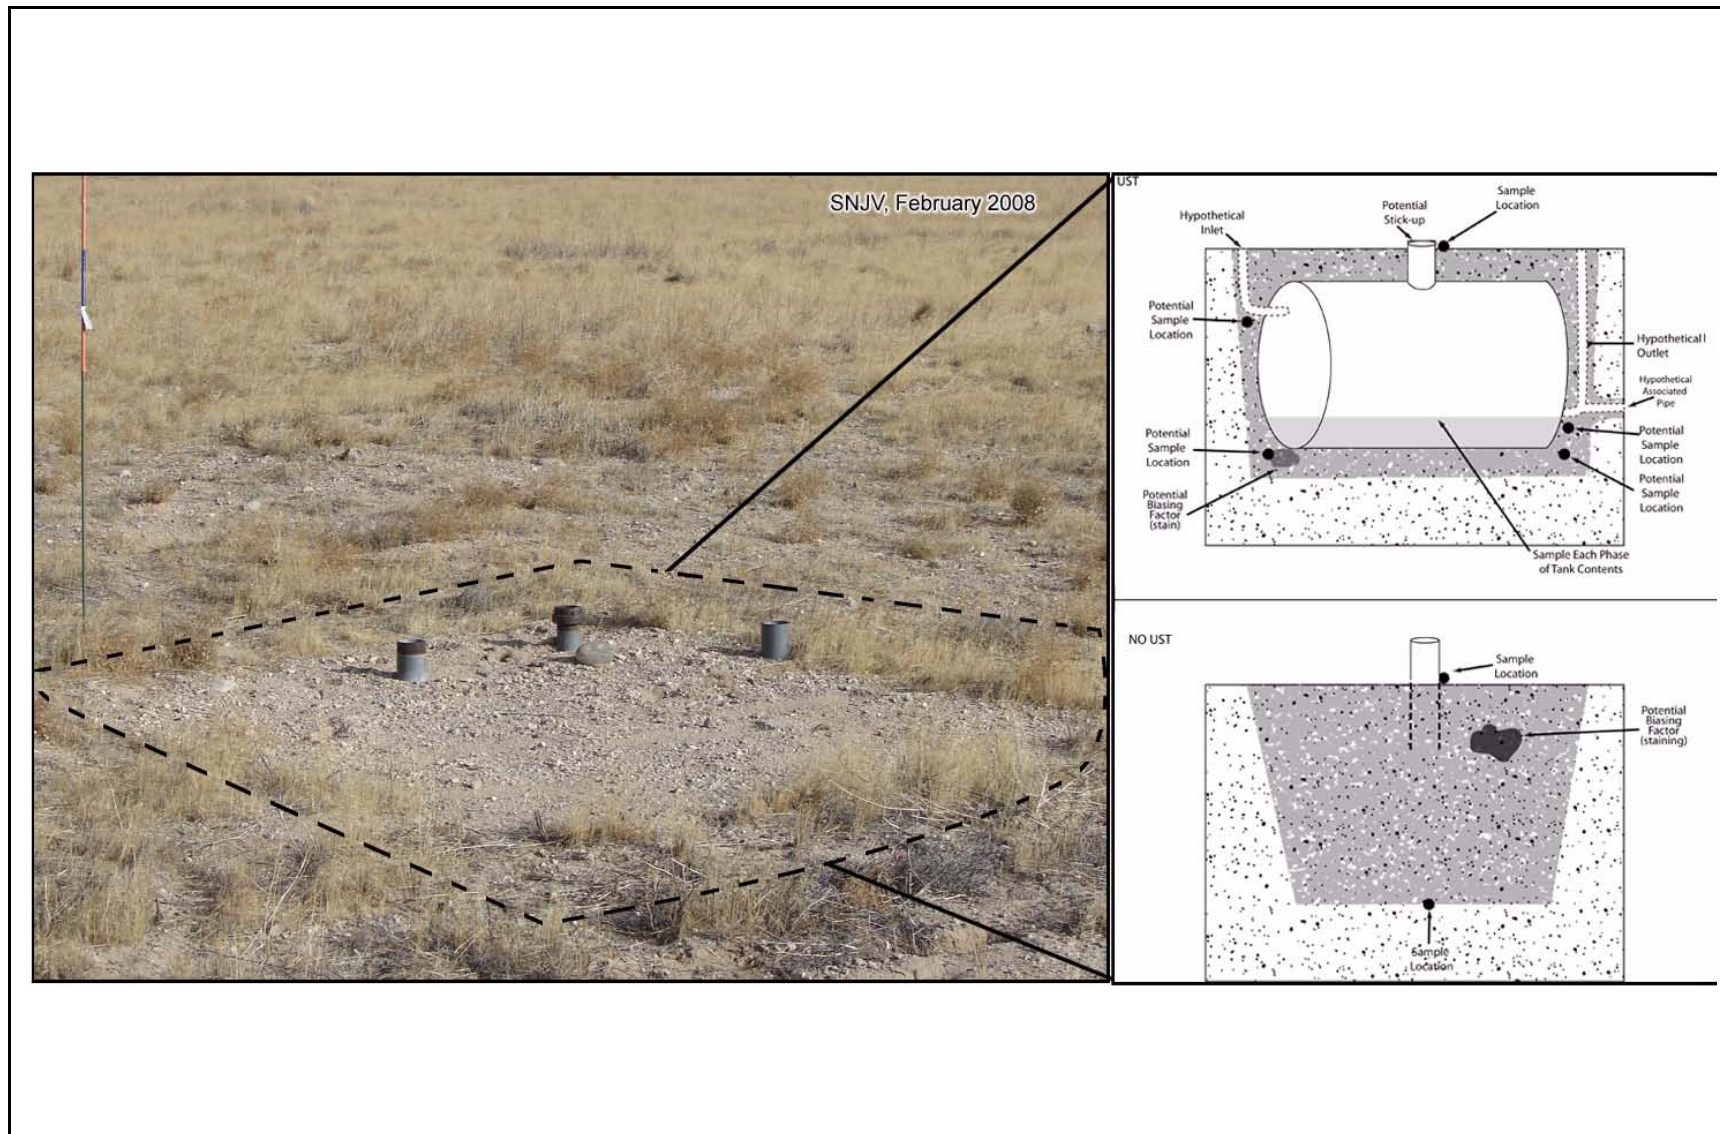 SNJV, February 2008
UST
Sample
Location
Potential
Stick-up
Hypothetical
Inlet
Potential
Sample
Location
Hypothetical
Outlet
Hypothetical
Associated
Pipe
Potential
Sample
Location
Potential
Sample
Location
Potential
Biasing
Factor
(stain)
Potential
Sample
Location
Sample Each Phase
of Tank Contents
NO UST
Sample
Location
Potential
Biasing
Factor
(staining)
Sample
Location